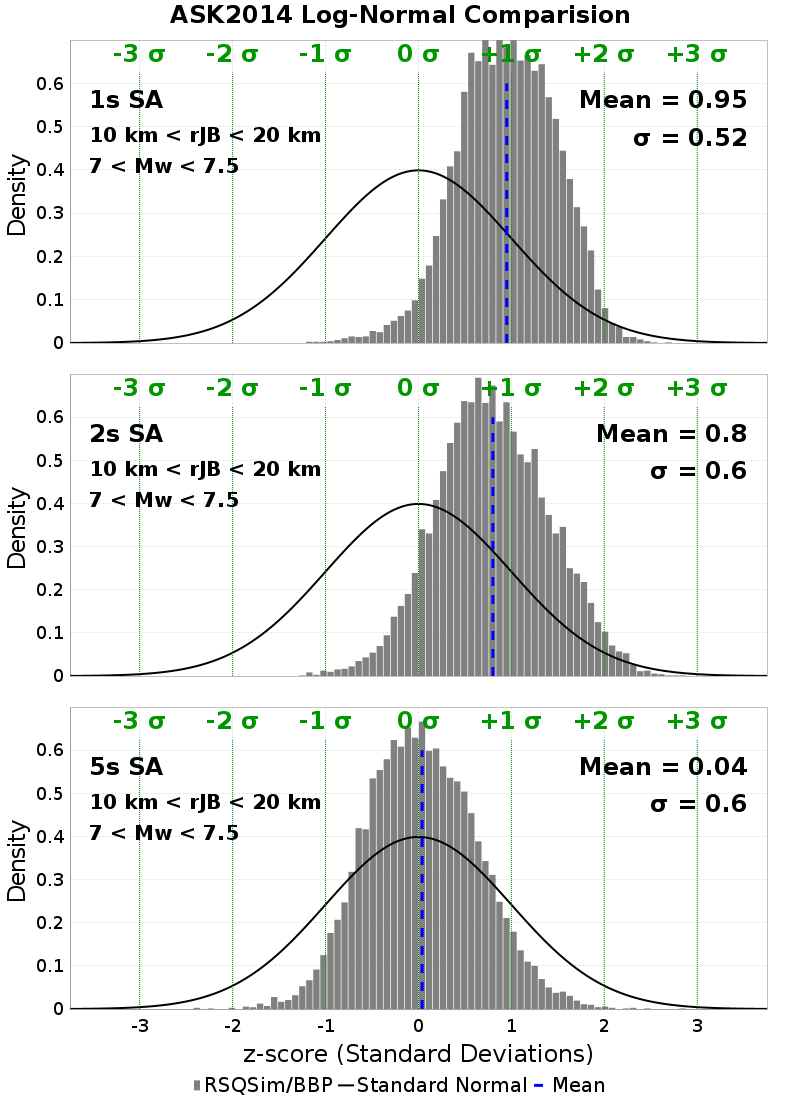 ASK2014 Log-Normal Comparision
-3 σ -2 σ -1 σ 0 σ +1 σ +2 σ +3 σ
1s SA
10 km < rJB < 20 km
7 < Mw < 7.5
Mean = 0.95
σ = 0.52
Density
0.6
0.5
0.4
0.3
0.2
0.1
0
-3 σ -2 σ -1 σ 0 σ +1 σ +2 σ +3 σ
2s SA
10 km < rJB < 20 km
7 < Mw < 7.5
Mean = 0.8
σ = 0.6
Density
0.6
0.5
0.4
0.3
0.2
0.1
0
-3 σ -2 σ -1 σ 0 σ +1 σ +2 σ +3 σ
5s SA
10 km < rJB < 20 km
7 < Mw < 7.5
Mean = 0.04
σ = 0.6
Density
0.6
0.5
0.4
0.3
0.2
0.1
0
-3 -2 -1 0 1 2 3
z-score (Standard Deviations)
RSQSim/BBP Standard Normal Mean